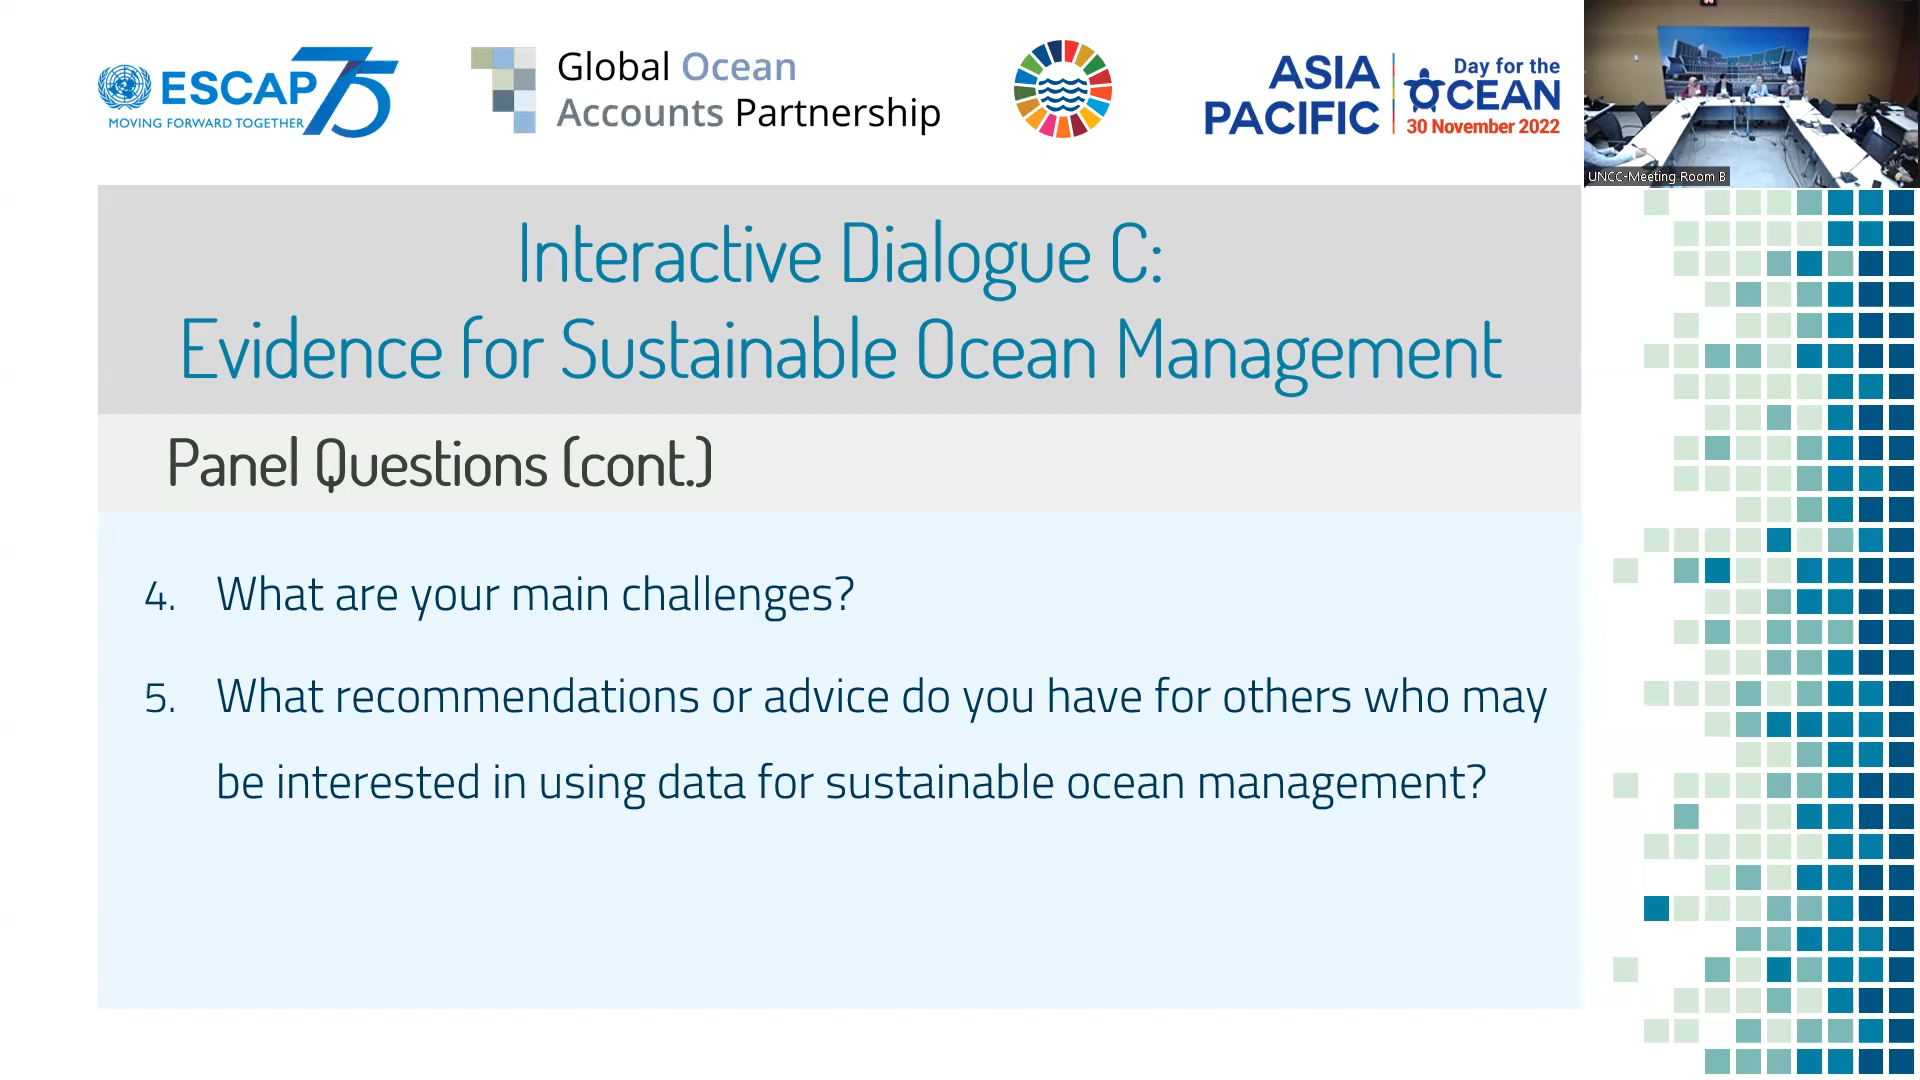 ESCAP 75
MOVING FORWARD TOGETHER
Global Ocean
Accounts Partnership
ASIA
PACIFIC
Day for the
OCEAN
30 November 2022
UNCC-Meeting Room B
Interactive Dialogue C:
Evidence for Sustainable Ocean Management
Panel Questions (cont.)
4. What are your main challenges?
5. What recommendations or advice do you have for others who may
be interested in using data for sustainable ocean management?